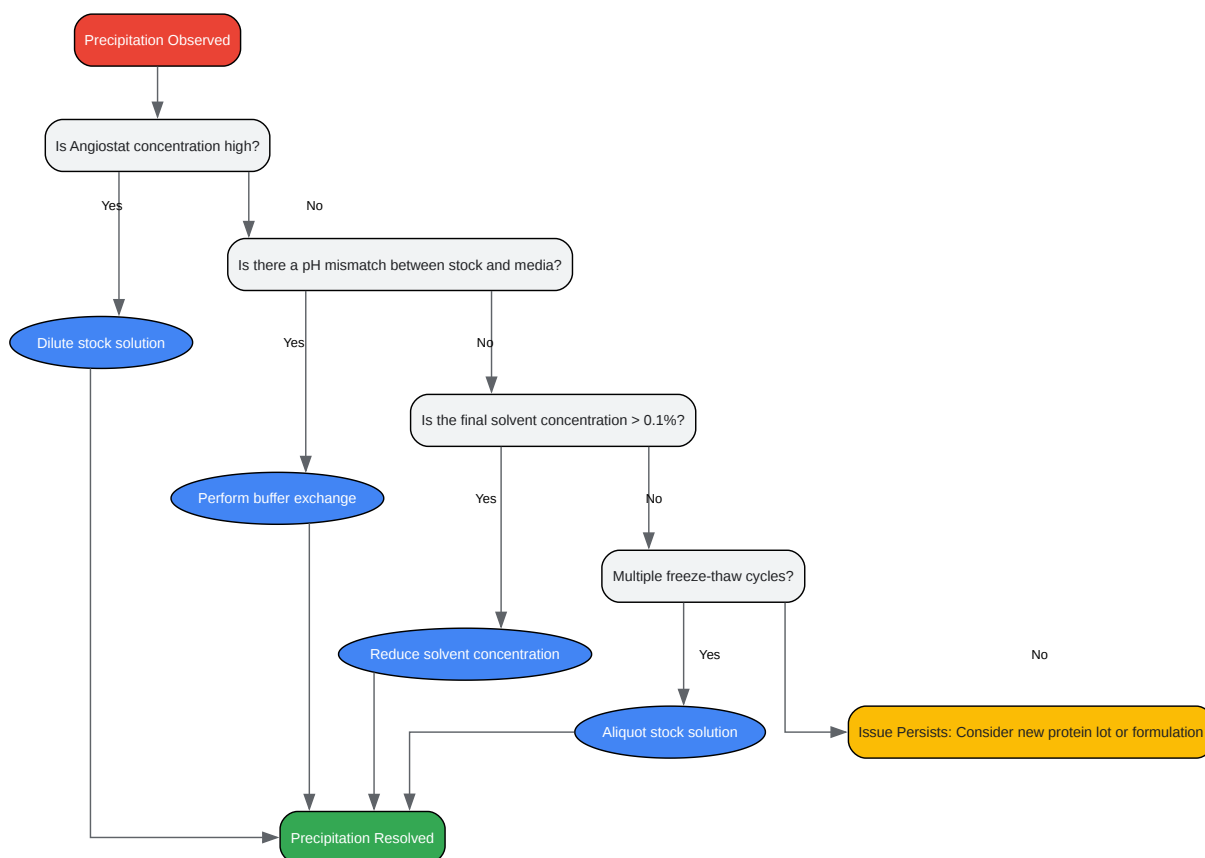 Precipitation Observed
Is Angiostat concentration high?
Yes
No
Is there a pH mismatch between stock and media?
Dilute stock solution
Yes
No
Is the final solvent concentration > 0.1%?
Perform buffer exchange
Yes
No
Multiple freeze-thaw cycles?
Reduce solvent concentration
Yes
No
Aliquot stock solution
Issue Persists: Consider new protein lot or formulation
Precipitation Resolved